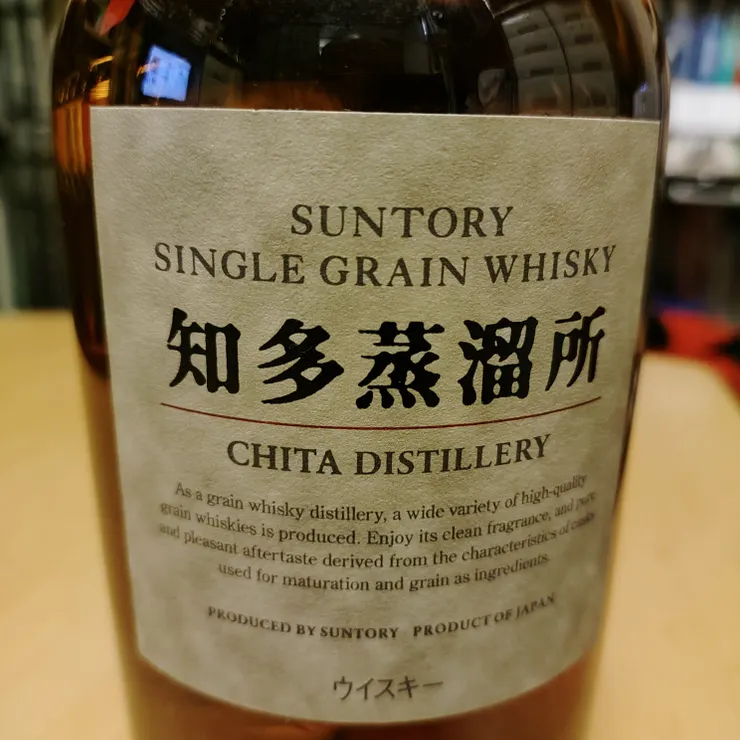 SUNTORY
SINGLE GRAIN WHISKY
知多蒸溜所
CHITA DISTILLERY
As a grain whisky distillery, a wide variety of high-quality
grain whiskies is produced. Enjoy its clean fragrance, and pure
and pleasant aftertaste derived from the characteristics of casks
used for maturation and grain as ingredients.
PRODUCED BY SUNTORY PRODUCT OF JAPAN
ウイスキー